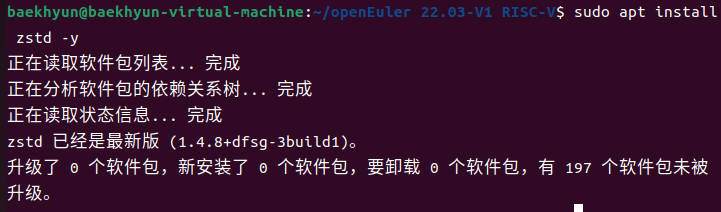 baekhyun@baekhyun-virtual-machine:~/openEuler 22.03-V1 RISC-V$ sudo apt install
 zstd -y
正在读取软件包列表... 完成
正在分析软件包的依赖关系树... 完成
正在读取状态信息... 完成
zstd 已经是最新版 (1.4.8+dfsg-3build1)。
升级了 0 个软件包，新安装了 0 个软件包，要卸载 0 个软件包，有 197 个软件包未被
升级。